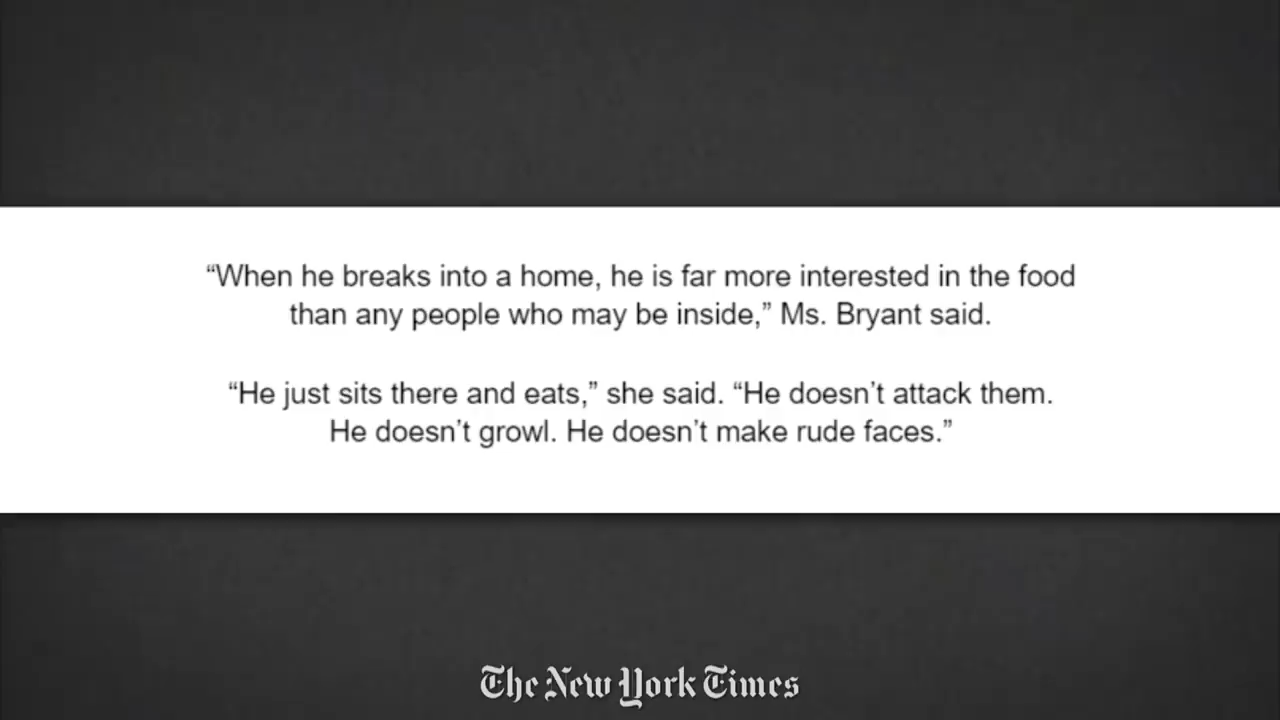 “When he breaks into a home, he is far more interested in the food
than any people who may be inside,” Ms. Bryant said.
“He just sits there and eats,” she said. “He doesn’t attack them.
He doesn’t growl. He doesn’t make rude faces.”
The New York Times